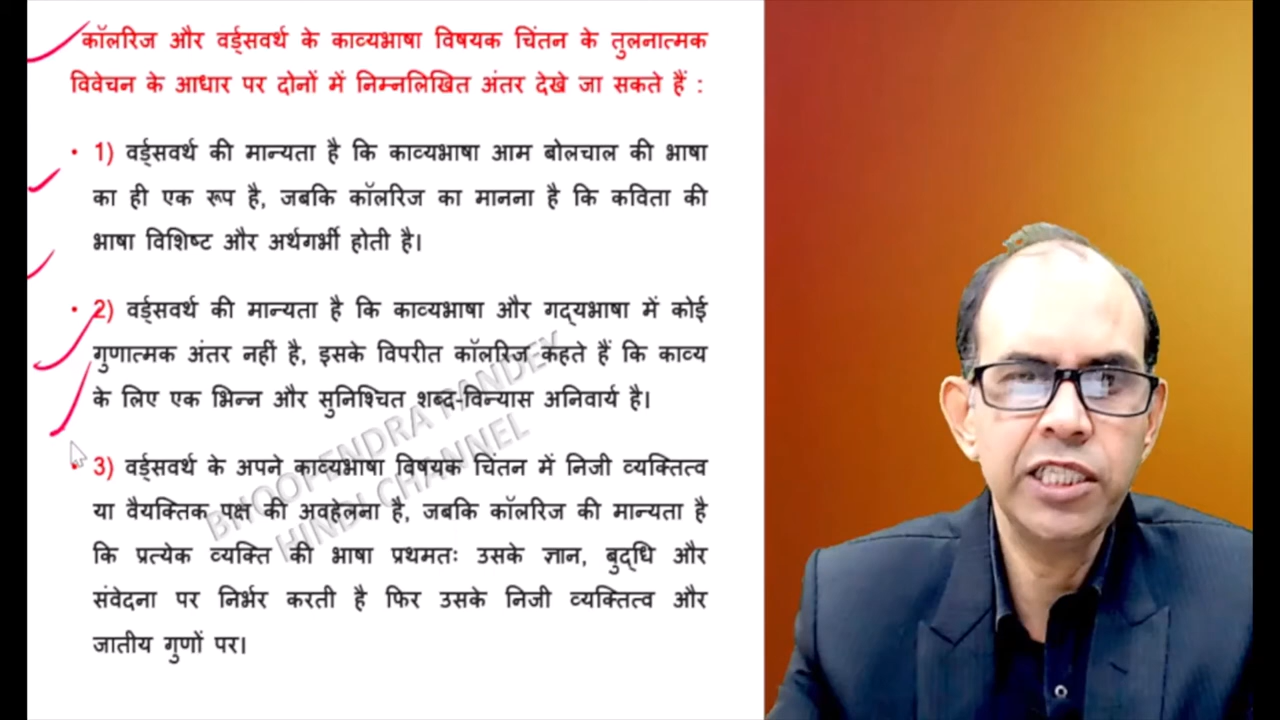 कॉलरिज और वर्ड्सवर्थ के काव्यभाषा विषयक चिंतन के तुलनात्मक
विवेचन के आधार पर दोनों में निम्नलिखित अंतर देखे जा सकते हैं :
• 1) वर्ड्सवर्थ की मान्यता है कि काव्यभाषा आम बोलचाल की भाषा
का ही एक रूप है, जबकि कॉलरिज का मानना है कि कविता की
भाषा विशिष्ट और अर्थगर्भी होती है।
• 2) वर्ड्सवर्थ की मान्यता है कि काव्यभाषा और गद्यभाषा में कोई
गुणात्मक अंतर नहीं है, इसके विपरीत कॉलरिज कहते हैं कि काव्य
के लिए एक भिन्न और सुनिश्चित शब्द-विन्यास अनिवार्य है।
• 3) वर्ड्सवर्थ के अपने काव्यभाषा विषयक चिंतन में निजी व्यक्तित्व
या वैयक्तिक पक्ष की अवहेलना है, जबकि कॉलरिज की मान्यता है
कि प्रत्येक व्यक्ति की भाषा प्रथमतः उसके ज्ञान, बुद्धि और
संवेदना पर निर्भर करती है फिर उसके निजी व्यक्तित्व और
जातीय गुणों पर।
BHOOPENDRA PANDEY
HINDI CHANNEL